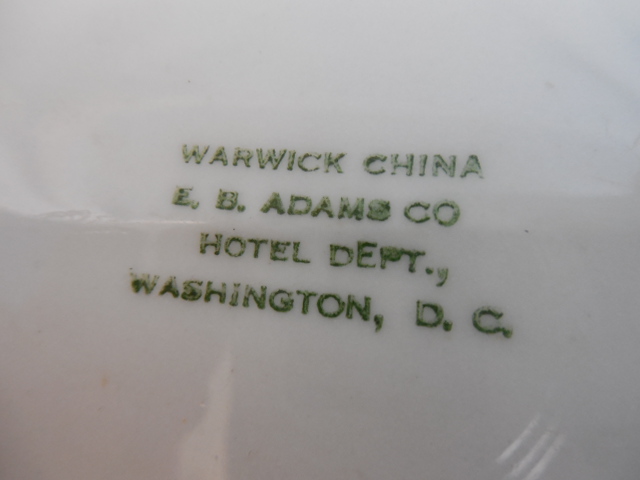 WARWICK CHINA
E. B. ADAMS CO
HOTEL DEPT.,
WASHINGTON, D. C.